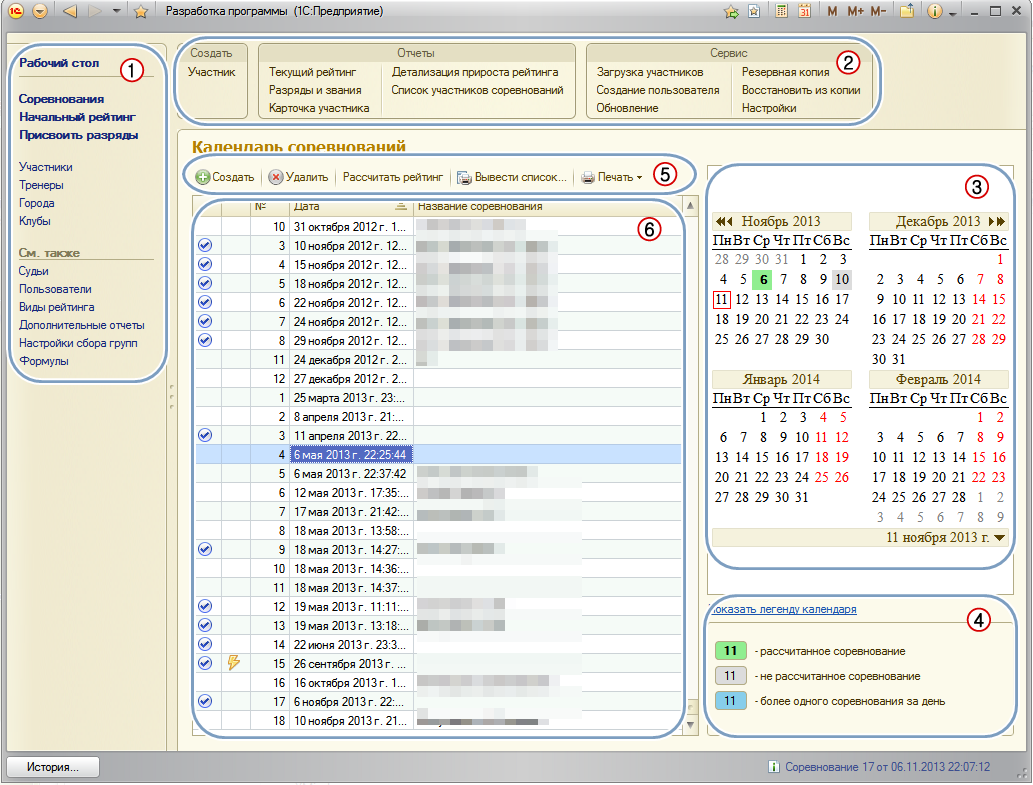 Разработка программы (1С:Предприятие)
M M+ M-
Рабочий стол
1
Соревнования
Начальный рейтинг
Присвоить разряды
Участники
Тренеры
Города
Клубы
См. также
Судьи
Пользователи
Виды рейтинга
Дополнительные отчеты
Настройки сбора групп
Формулы
Создать
Участник
Отчеты
Текущий рейтинг
Разряды и звания
Карточка участника
Детализация прироста рейтинга
Список участников соревнований
Сервис
Загрузка участников
Создание пользователя
Обновление
Резервная копия
Восстановить из копии
Настройки
2
Календарь соревнований
Создать Удалить Рассчитать рейтинг Вывести список... Печать
5
№ Дата Название соревнования
6
10 31 октября 2012 г. 1...
3 10 ноября 2012 г. 12...
4 15 ноября 2012 г. 12...
5 18 ноября 2012 г. 12...
6 22 ноября 2012 г. 12...
7 24 ноября 2012 г. 12...
8 29 ноября 2012 г. 12...
11 24 декабря 2012 г. 2...
12 27 декабря 2012 г. 2...
1 25 марта 2013 г. 23:...
2 8 апреля 2013 г. 21:...
3 11 апреля 2013 г. 22...
4 6 мая 2013 г. 22:25:44
5 6 мая 2013 г. 22:37:42
6 12 мая 2013 г. 17:35:...
7 17 мая 2013 г. 21:42:...
8 18 мая 2013 г. 13:58:...
9 18 мая 2013 г. 14:27:...
10 18 мая 2013 г. 14:36:...
11 18 мая 2013 г. 14:37:...
12 19 мая 2013 г. 11:11:...
13 19 мая 2013 г. 13:18:...
14 22 июня 2013 г. 23:3...
15 26 сентября 2013 г. ...
16 16 октября 2013 г. 1...
17 6 ноября 2013 г. 22:...
18 10 ноября 2013 г. 21...
3
Ноябрь 2013
Пн Вт Ср Чт Пт Сб Вс
28 29 30 31 1 2 3
4 5 6 7 8 9 10
11 12 13 14 15 16 17
18 19 20 21 22 23 24
25 26 27 28 29 30
Декабрь 2013
Пн Вт Ср Чт Пт Сб Вс
1
2 3 4 5 6 7 8
9 10 11 12 13 14 15
16 17 18 19 20 21 22
23 24 25 26 27 28 29
30 31
Январь 2014
Пн Вт Ср Чт Пт Сб Вс
1 2 3 4 5
6 7 8 9 10 11 12
13 14 15 16 17 18 19
20 21 22 23 24 25 26
27 28 29 30 31
Февраль 2014
Пн Вт Ср Чт Пт Сб Вс
1 2
3 4 5 6 7 8 9
10 11 12 13 14 15 16
17 18 19 20 21 22 23
24 25 26 27 28 1 2
3 4 5 6 7 8 9
11 ноября 2013 г.
Показать легенду календаря
4
11 - рассчитанное соревнование
11 - не рассчитанное соревнование
11 - более одного соревнования за день
История...
Соревнование 17 от 06.11.2013 22:07:12